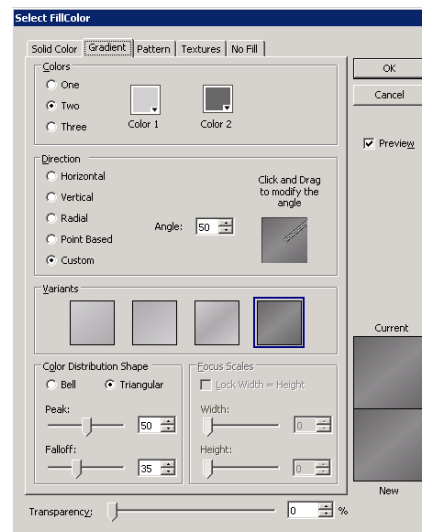 Select FillColor
Solid Color Gradient Pattern Textures No Fill
Colors
One
Two
Three
Color 1 Color 2
OK
Cancel
Preview
Direction
Horizontal
Vertical
Radial
Point Based
Custom
Angle: 50
Click and Drag
to modify the
angle
Variants
Color Distribution Shape
Bell Triangular
Peak:
50
Falloff:
35
Focus Scales
Lock Width = Height
Width:
0
Height:
0
Current
New
Transparency: 0 %